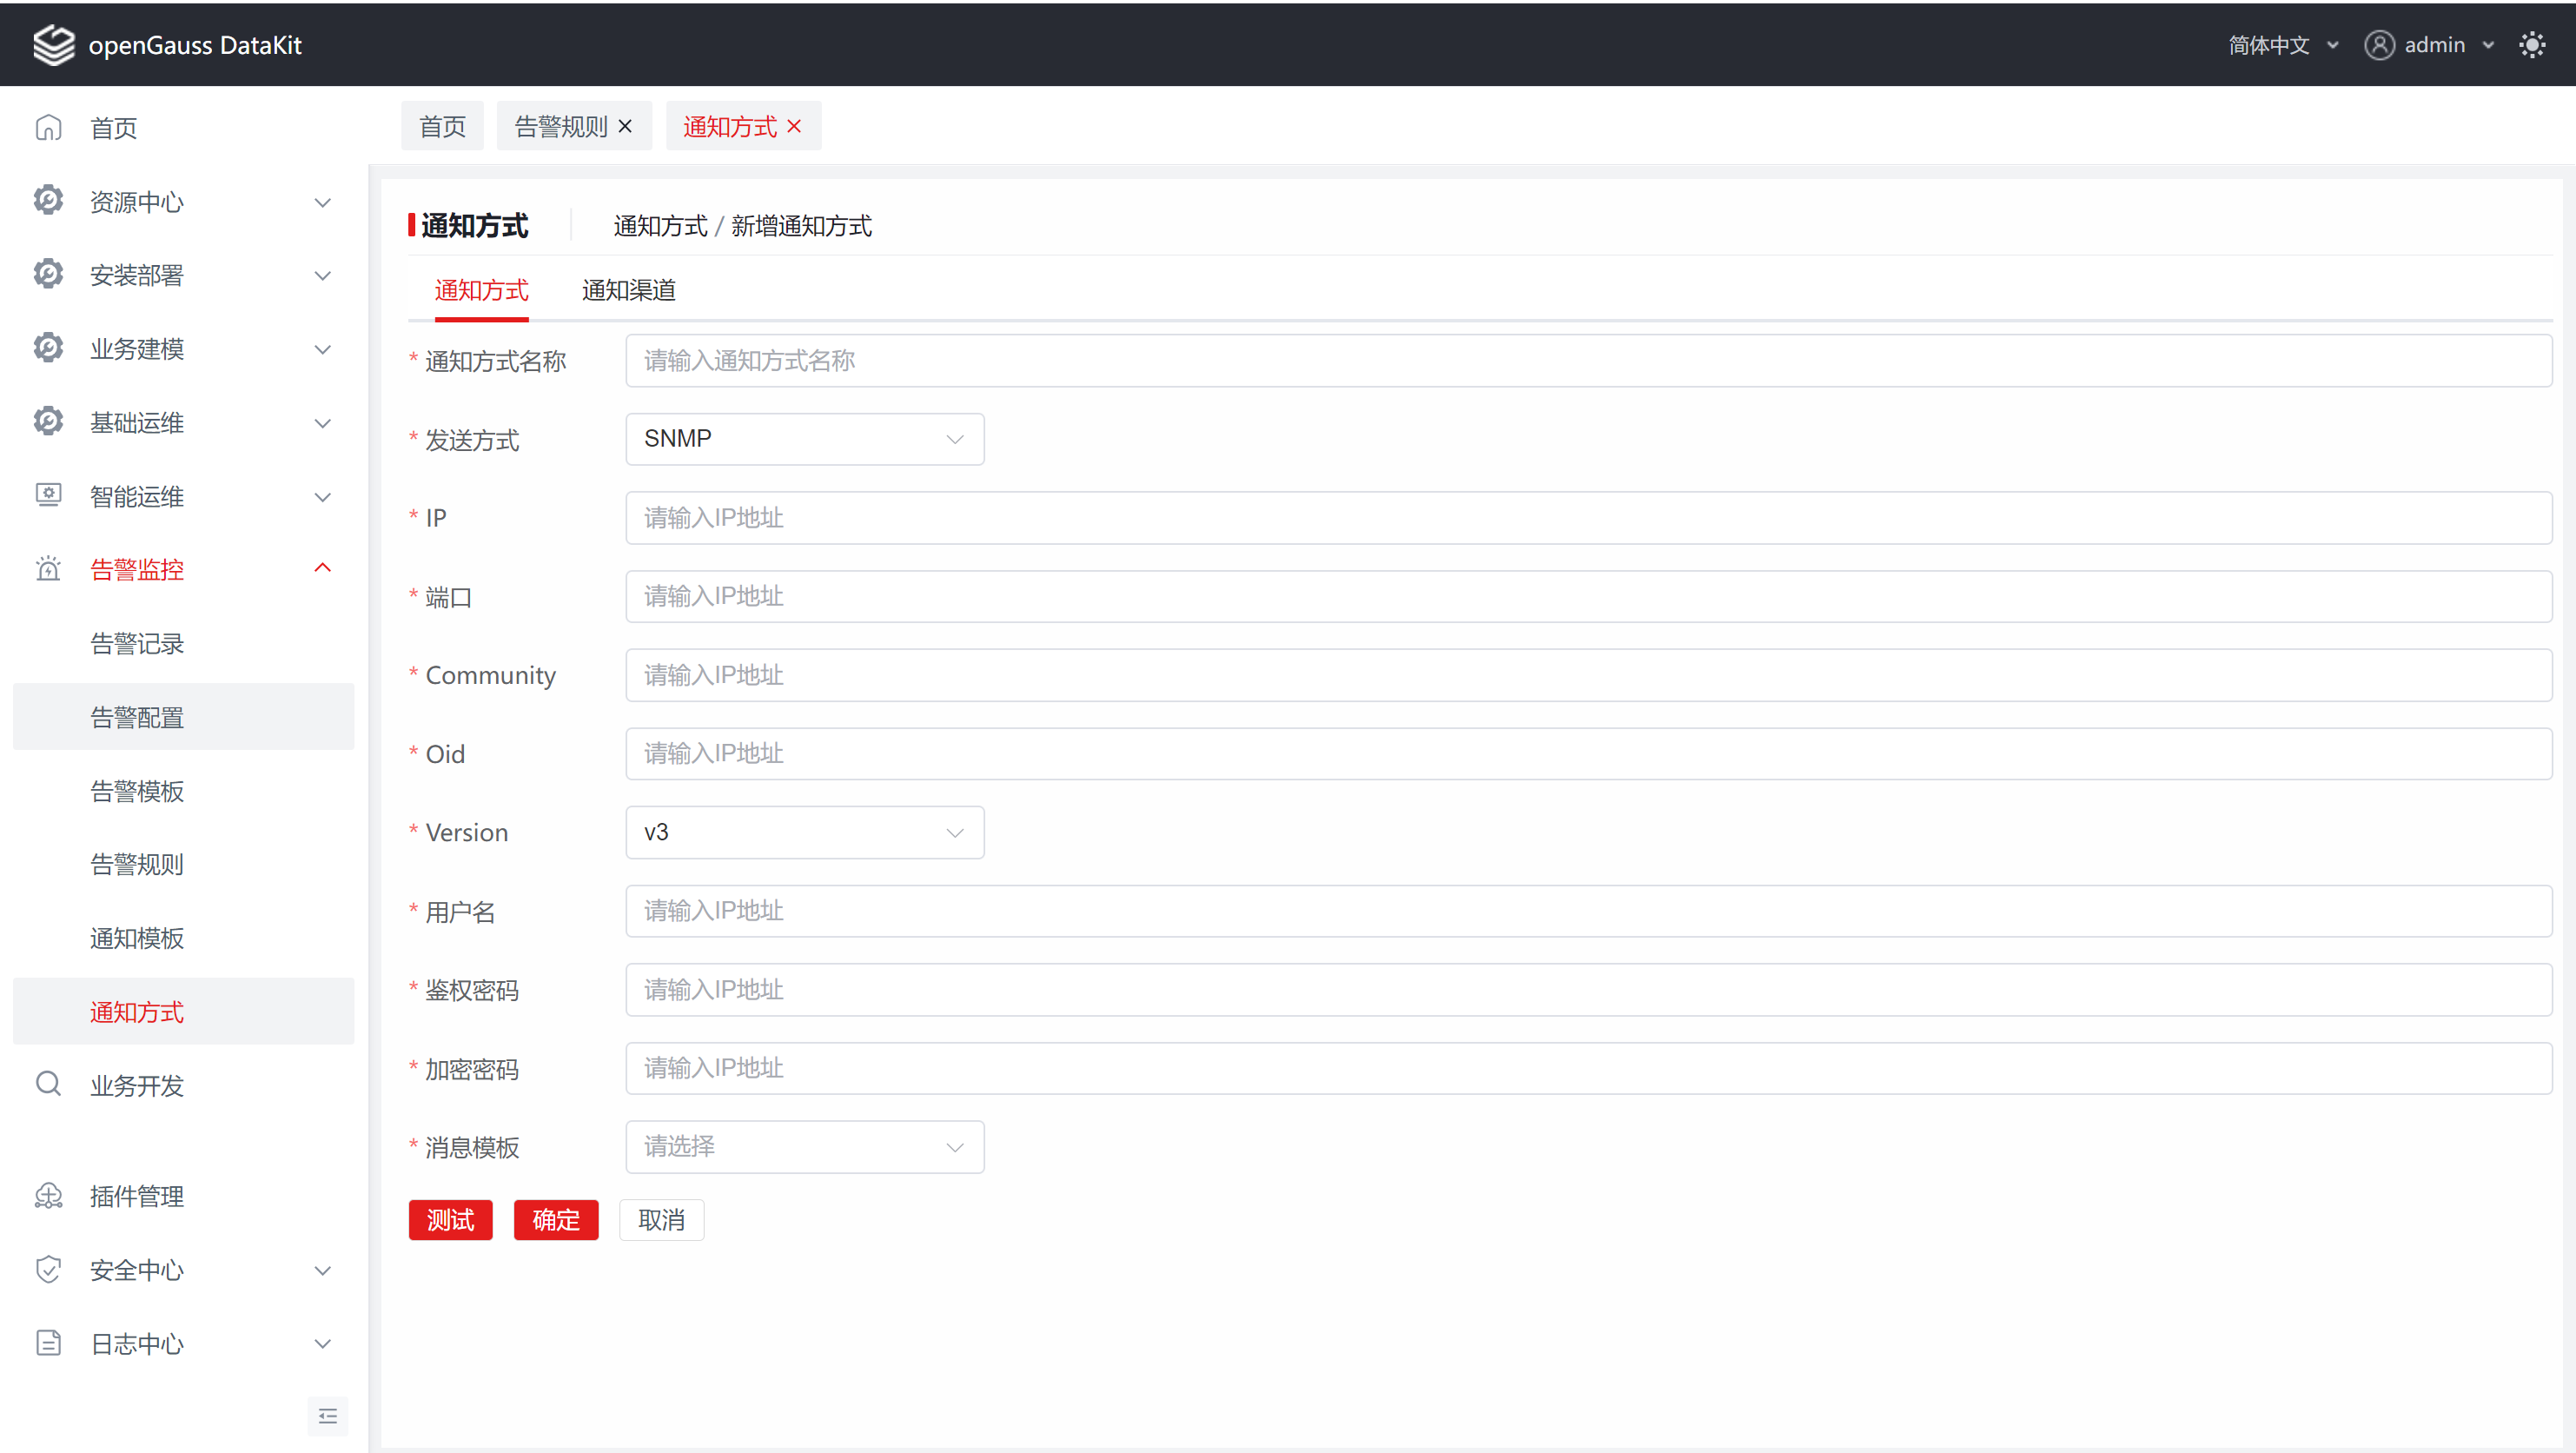 openGauss DataKit
简体中文
admin
首页
资源中心
安装部署
业务建模
基础运维
智能运维
告警监控
告警记录
告警配置
告警模板
告警规则
通知模板
通知方式
业务开发
插件管理
安全中心
日志中心
首页 告警规则 通知方式
通知方式 通知方式 / 新增通知方式
通知方式 通知渠道
* 通知方式名称 请输入通知方式名称
* 发送方式 SNMP
* IP 请输入IP地址
* 端口 请输入IP地址
* Community 请输入IP地址
* Oid 请输入IP地址
* Version v3
* 用户名 请输入IP地址
* 鉴权密码 请输入IP地址
* 加密密码 请输入IP地址
* 消息模板 请选择
测试 确定 取消